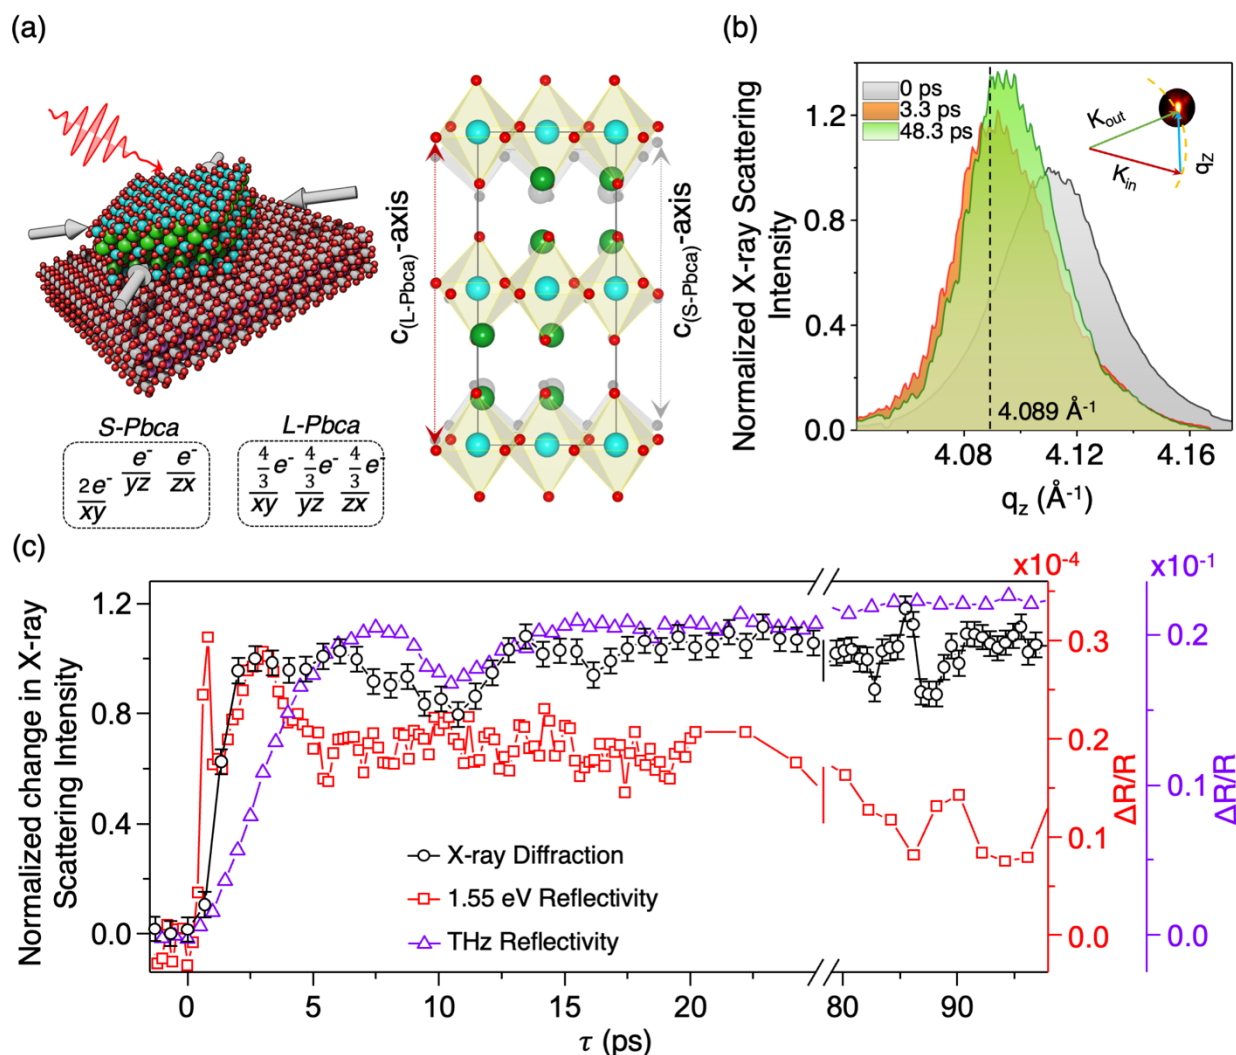 (a)
c(L-Pbca)-axis
c(S-Pbca)-axis
S-Pbca
2e⁻ e⁻ e⁻
xy yz zx
L-Pbca
4/3 e⁻ 4/3 e⁻ 4/3 e⁻
xy yz zx
(b)
Normalized X-ray Scattering
Intensity
1.2
0.8
0.4
0.0
0 ps
3.3 ps
48.3 ps
Kout
Kin
qz
4.089 Å⁻¹
4.08 4.12 4.16
qz (Å⁻¹)
(c)
Normalized change in X-ray
Scattering Intensity
1.2
0.8
0.4
0.0
X-ray Diffraction
1.55 eV Reflectivity
THz Reflectivity
0 5 10 15 20 80 90
τ (ps)
x10⁻⁴
0.3
0.2
0.1
0.0
ΔR/R
x10⁻¹
0.2
0.1
0.0
ΔR/R